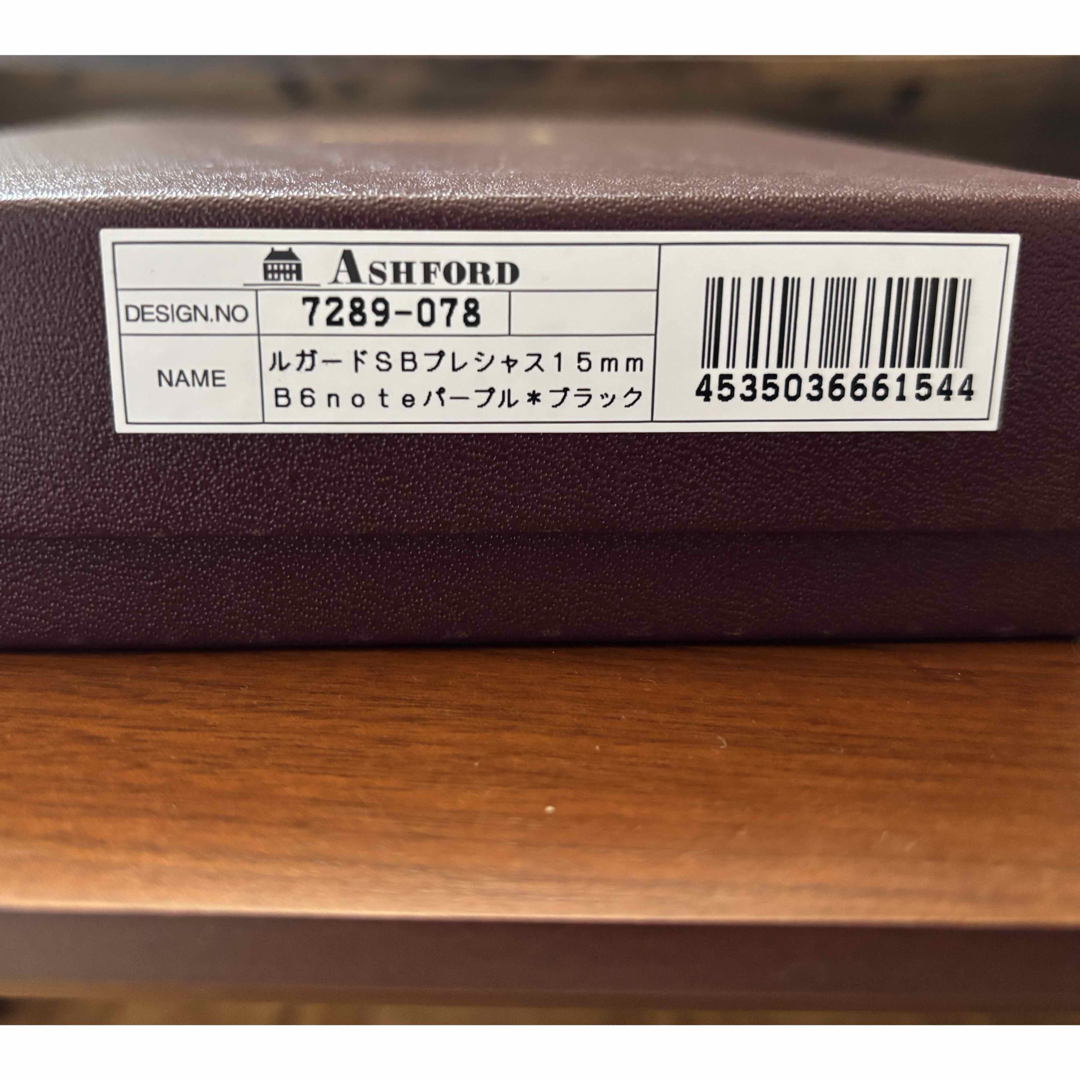 ASHFORD
DESIGN.NO 7289-078
NAME ルガードSBプレシャス15mm
B6noteパープル*ブラック
4535036661544